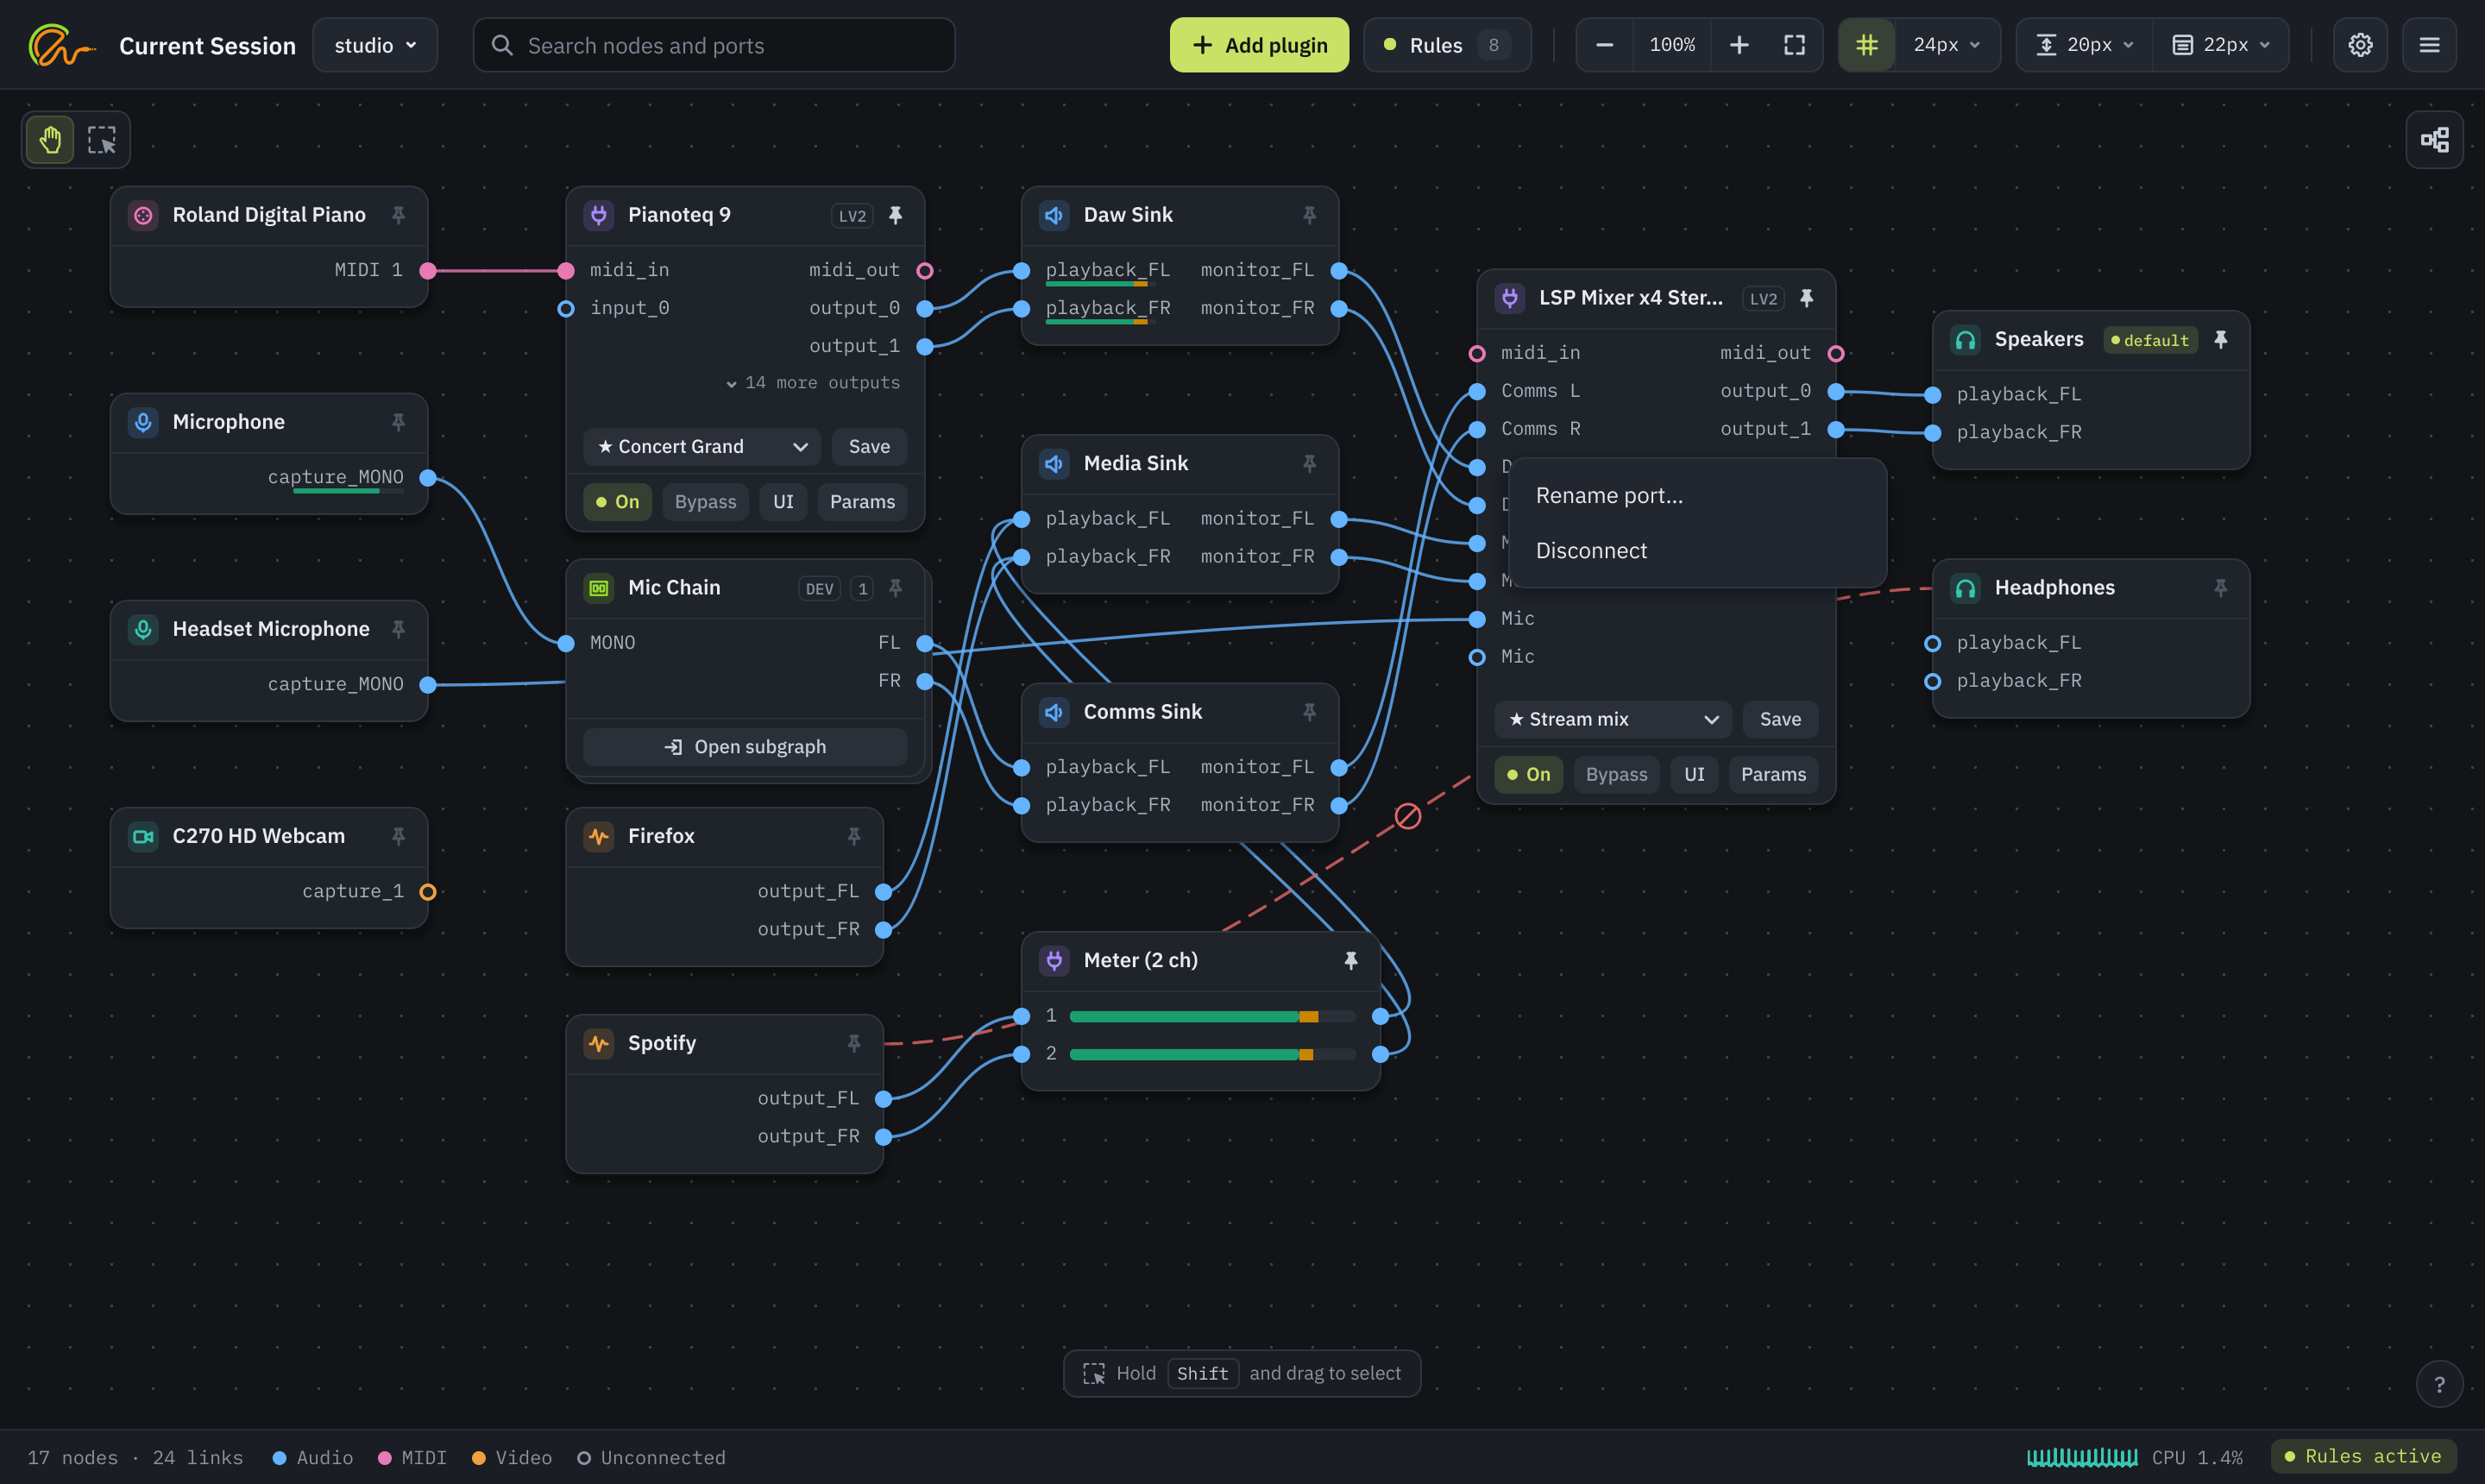 Current Session
studio
Search nodes and ports
Add plugin
Rules 8
100%
24px
20px
22px
Roland Digital Piano
MIDI 1
Microphone
capture_MONO
Headset Microphone
capture_MONO
C270 HD Webcam
capture_1
Pianoteq 9 LV2
midi_in midi_out
input_0 output_0
output_1
14 more outputs
★ Concert Grand Save
On Bypass UI Params
Mic Chain DEV 1
MONO FL
FR
Open subgraph
Firefox
output_FL
output_FR
Spotify
output_FL
output_FR
Daw Sink
playback_FL monitor_FL
playback_FR monitor_FR
Media Sink
playback_FL monitor_FL
playback_FR monitor_FR
Comms Sink
playback_FL monitor_FL
playback_FR monitor_FR
Meter (2 ch)
1
2
LSP Mixer x4 Ster... LV2
midi_in midi_out
Comms L output_0
Comms R output_1
Rename port...
Disconnect
Mic
Mic
★ Stream mix Save
On Bypass UI Params
Speakers default
playback_FL
playback_FR
Headphones
playback_FL
playback_FR
Hold Shift and drag to select
?
17 nodes · 24 links Audio MIDI Video Unconnected
CPU 1.4% Rules active